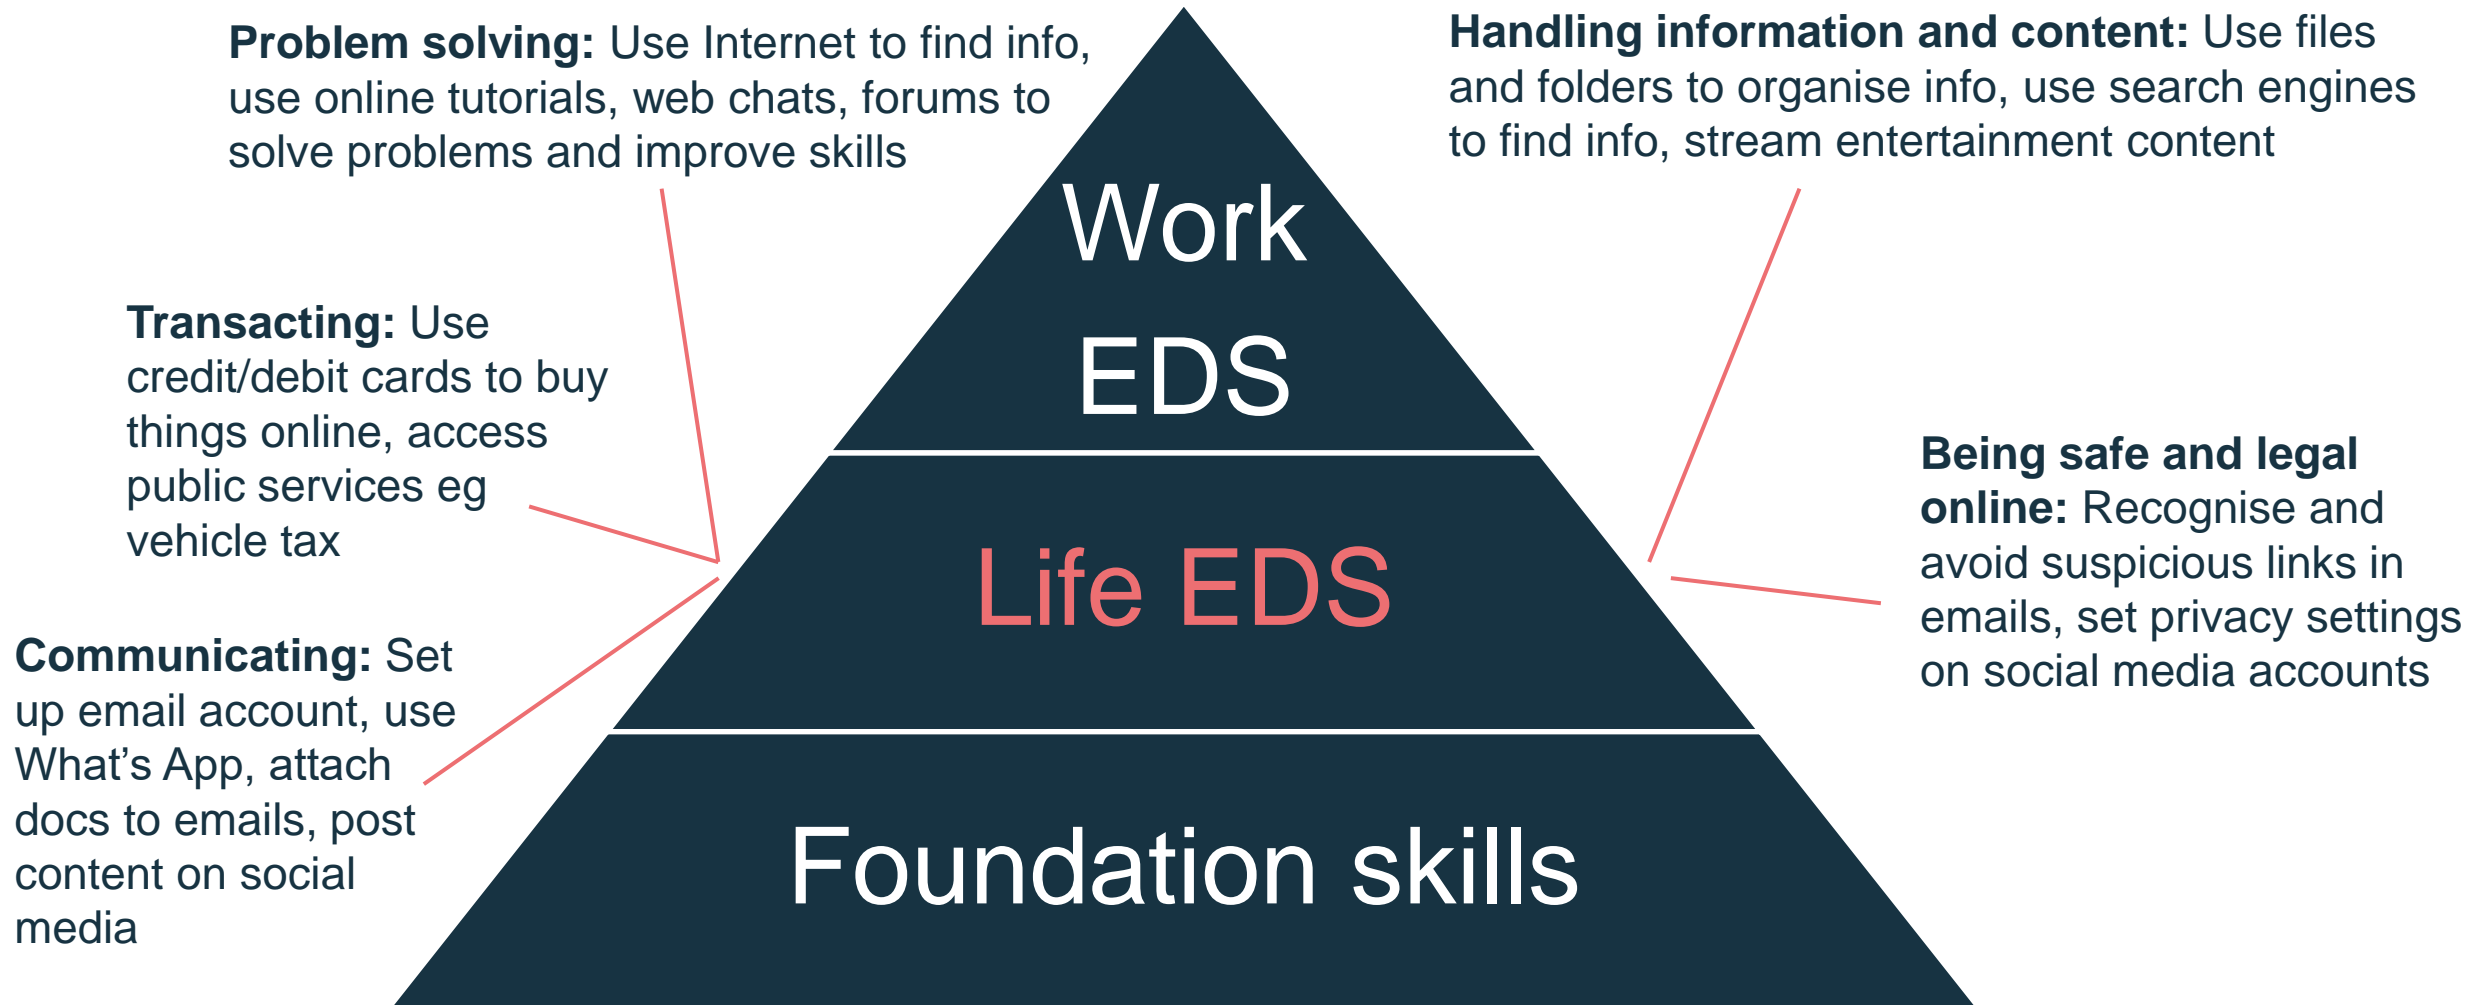 Problem solving: Use Internet to find info,
use online tutorials, web chats, forums to
solve problems and improve skills
Handling information and content: Use files
and folders to organise info, use search engines
to find info, stream entertainment content
Transacting: Use
credit/debit cards to buy
things online, access
public services eg
vehicle tax
Communicating: Set
up email account, use
What’s App, attach
docs to emails, post
content on social
media
Work
EDS
Life EDS
Foundation skills
Being safe and legal
online: Recognise and
avoid suspicious links in
emails, set privacy settings
on social media accounts